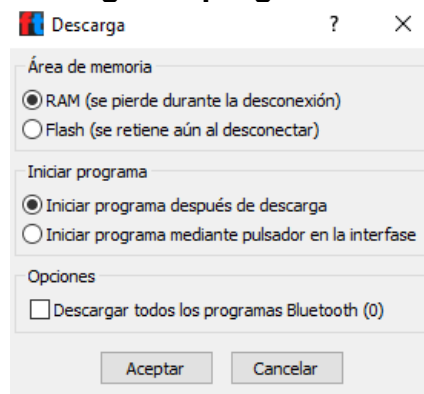 ft Descarga ? ×
Área de memoria
RAM (se pierde durante la desconexión)
Flash (se retiene aún al desconectar)
Iniciar programa
Iniciar programa después de descarga
Iniciar programa mediante pulsador en la interfase
Opciones
Descargar todos los programas Bluetooth (0)
Aceptar Cancelar